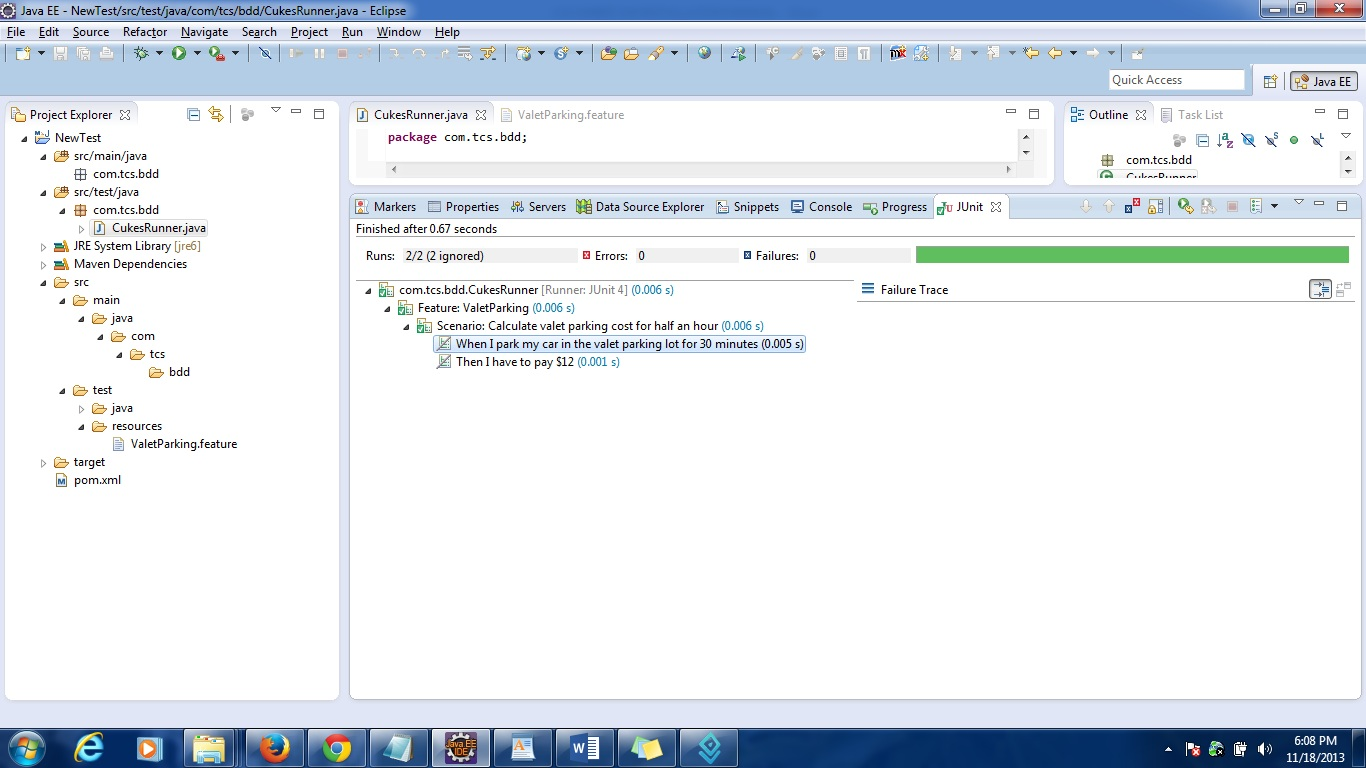 Java EE - NewTest/src/test/java/com/tcs/bdd/CukesRunner.java - Eclipse
File Edit Source Refactor Navigate Search Project Run Window Help
Quick Access
Java EE
Project Explorer
NewTest
src/main/java
com.tcs.bdd
src/test/java
com.tcs.bdd
CukesRunner.java
JRE System Library [jre6]
Maven Dependencies
src
main
java
com
tcs
bdd
test
java
resources
ValetParking.feature
target
pom.xml
CukesRunner.java ValetParking.feature
package com.tcs.bdd;
Outline Task List
com.tcs.bdd
CukesRunner
Markers Properties Servers Data Source Explorer Snippets Console Progress JUnit
Finished after 0.67 seconds
Runs: 2/2 (2 ignored) Errors: 0 Failures: 0
com.tcs.bdd.CukesRunner [Runner: JUnit 4] (0.006 s)
Feature: ValetParking (0.006 s)
Scenario: Calculate valet parking cost for half an hour (0.006 s)
When I park my car in the valet parking lot for 30 minutes (0.005 s)
Then I have to pay $12 (0.001 s)
Failure Trace
Java EE
IDE
6:08 PM
11/18/2013